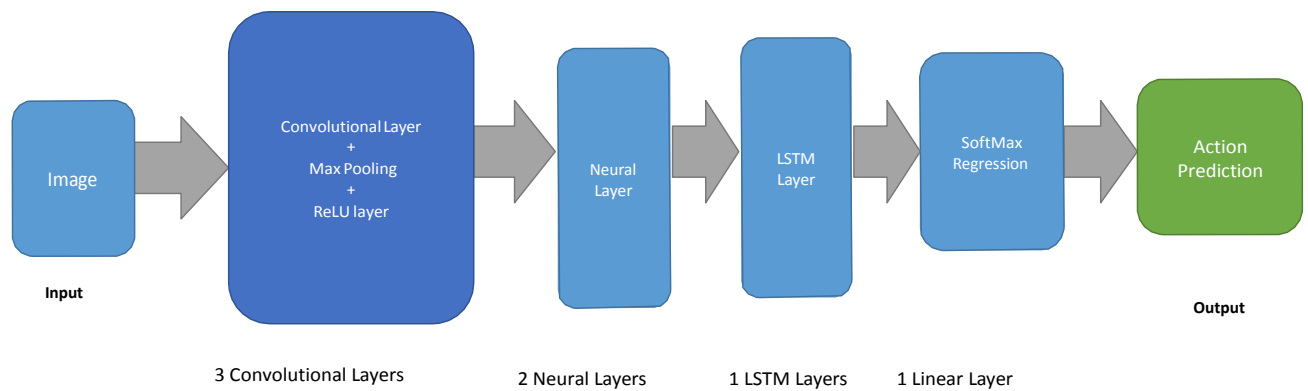 Image
Convolutional Layer
+
Max Pooling
+
ReLU layer
Neural
Layer
LSTM
Layer
SoftMax
Regression
Action
Prediction
Input
Output
3 Convolutional Layers
2 Neural Layers
1 LSTM Layers
1 Linear Layer